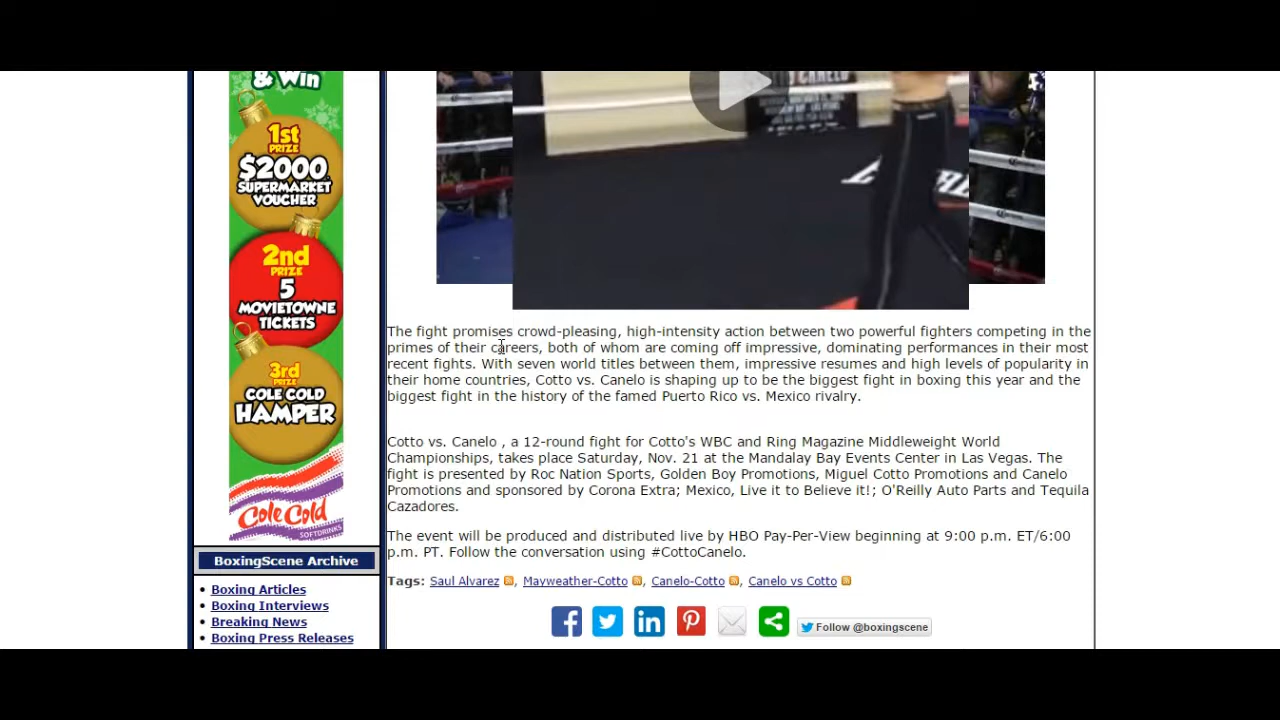 & Win
1st
PRIZE
$2000
SUPERMARKET
VOUCHER
2nd
PRIZE
5
MOVIETOWNE
TICKETS
3rd
PRIZE
COLE COLD
HAMPER
Cole Cold
SOFTDRINKS
BoxingScene Archive
• Boxing Articles
• Boxing Interviews
• Breaking News
• Boxing Press Releases
CANELO
The fight promises crowd-pleasing, high-intensity action between two powerful fighters competing in the
primes of their careers, both of whom are coming off impressive, dominating performances in their most
recent fights. With seven world titles between them, impressive resumes and high levels of popularity in
their home countries, Cotto vs. Canelo is shaping up to be the biggest fight in boxing this year and the
biggest fight in the history of the famed Puerto Rico vs. Mexico rivalry.
Cotto vs. Canelo , a 12-round fight for Cotto's WBC and Ring Magazine Middleweight World
Championships, takes place Saturday, Nov. 21 at the Mandalay Bay Events Center in Las Vegas. The
fight is presented by Roc Nation Sports, Golden Boy Promotions, Miguel Cotto Promotions and Canelo
Promotions and sponsored by Corona Extra; Mexico, Live it to Believe it!; O'Reilly Auto Parts and Tequila
Cazadores.
The event will be produced and distributed live by HBO Pay-Per-View beginning at 9:00 p.m. ET/6:00
p.m. PT. Follow the conversation using #CottoCanelo.
Tags: Saul Alvarez , Mayweather-Cotto , Canelo-Cotto , Canelo vs Cotto
Follow @boxingscene